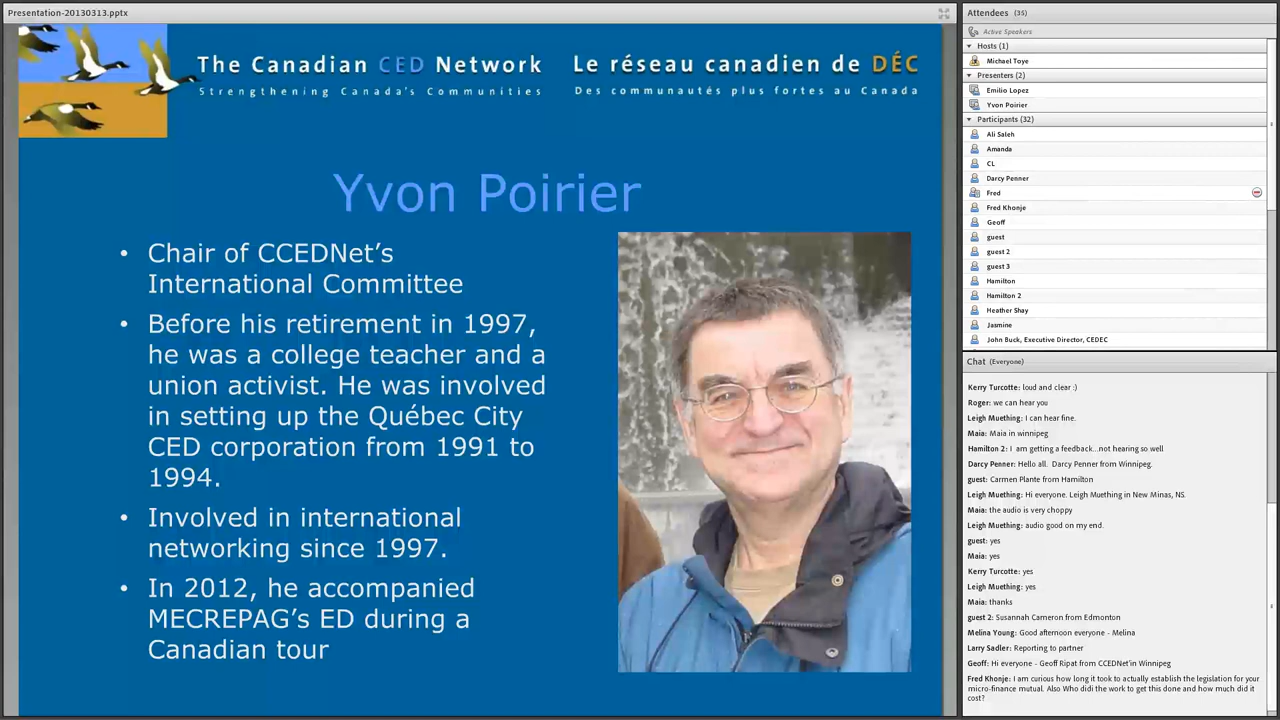 Presentation-20130313.pptx
The Canadian CED Network
Strengthening Canada's Communities
Le réseau canadien de DÉC
Des communautés plus fortes au Canada
Yvon Poirier
• Chair of CCEDNet's
International Committee
• Before his retirement in 1997,
he was a college teacher and a
union activist. He was involved
in setting up the Québec City
CED corporation from 1991 to
1994.
• Involved in international
networking since 1997.
• In 2012, he accompanied
MECREPAG's ED during a
Canadian tour
Attendees (35)
Active Speakers
Hosts (1)
Michael Toye
Presenters (2)
Emilio Lopez
Yvon Poirier
Participants (32)
Ali Saleh
Amanda
CL
Darcy Penner
Fred
Fred Khonje
Geoff
guest
guest 2
guest 3
Hamilton
Hamilton 2
Heather Shay
Jasmine
John Buck, Executive Director, CEDEC
Chat (Everyone)
Kerry Turcotte: loud and clear :)
Roger: we can hear you
Leigh Muething: I can hear fine.
Maia: Maia in winnipeg
Hamilton 2: I am getting a feedback...not hearing so well
Darcy Penner: Hello all. Darcy Penner from Winnipeg.
guest: Carmen Plante from Hamilton
Leigh Muething: Hi everyone. Leigh Muething in New Minas, NS.
Maia: the audio is very choppy
Leigh Muething: audio good on my end.
guest: yes
Maia: yes
Kerry Turcotte: yes
Leigh Muething: yes
Maia: thanks
guest 2: Susannah Cameron from Edmonton
Melina Young: Good afternoon everyone - Melina
Larry Sadler: Reporting to partner
Geoff: Hi everyone - Geoff Ripat from CCEDNet'in Winnipeg
Fred Khonje: I am curious how long it took to actually establish the legislation for your
micro-finance mutual. Also Who didi the work to get this done and how much did it
cost?